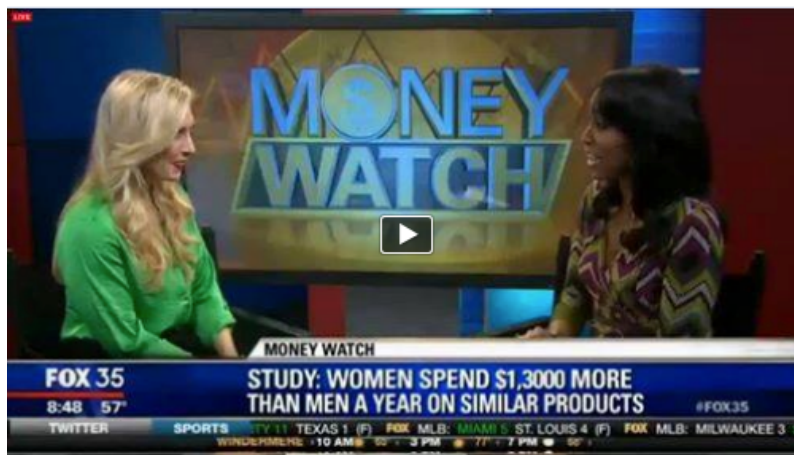 LIVE
MONEY
WATCH
MONEY WATCH
FOX 35
STUDY: WOMEN SPEND $1,3000 MORE
THAN MEN A YEAR ON SIMILAR PRODUCTS
8:48 57°
#FOX35
TWITTER SPORTS TY 11 TEXAS 1 (F) FOX MLB: MIAMI 5 ST. LOUIS 4 (F) FOX MLB: MILWAUKEE 3
WINDERMERE 10 AM 3 PM 77° 7 PM